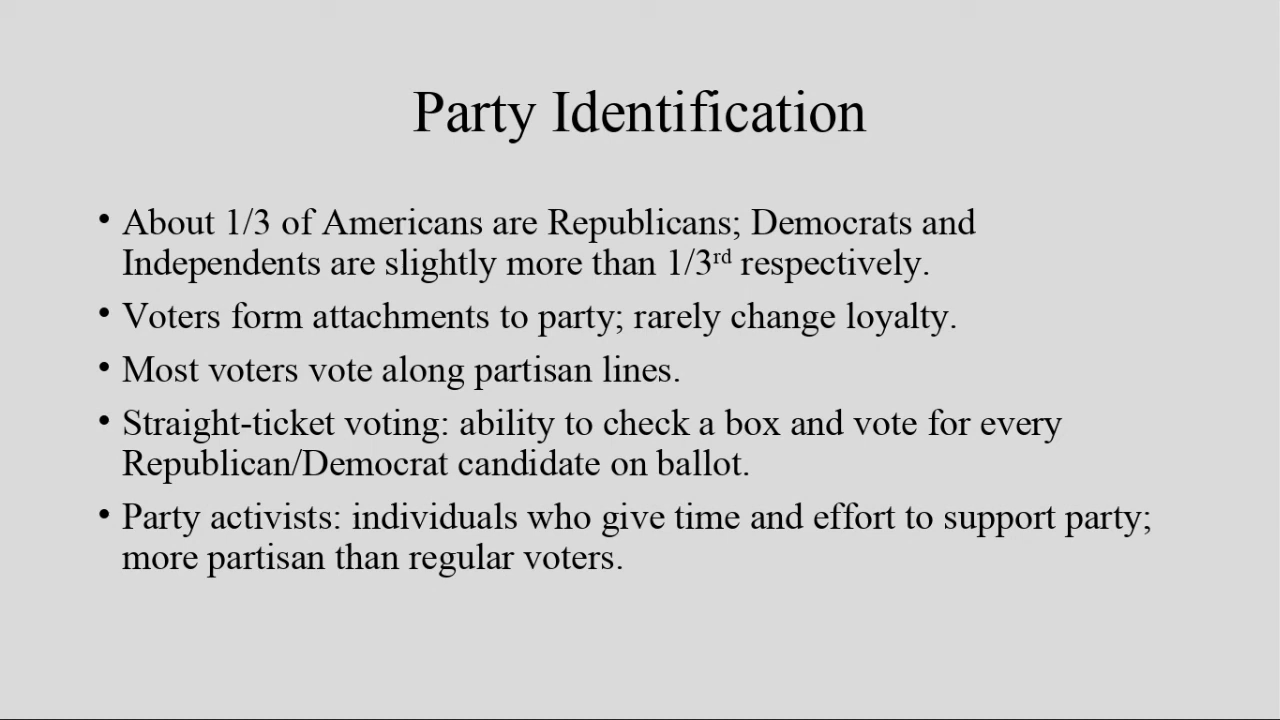 Party Identification
• About 1/3 of Americans are Republicans; Democrats and
Independents are slightly more than 1/3rd respectively.
• Voters form attachments to party; rarely change loyalty.
• Most voters vote along partisan lines.
• Straight-ticket voting: ability to check a box and vote for every
Republican/Democrat candidate on ballot.
• Party activists: individuals who give time and effort to support party;
more partisan than regular voters.